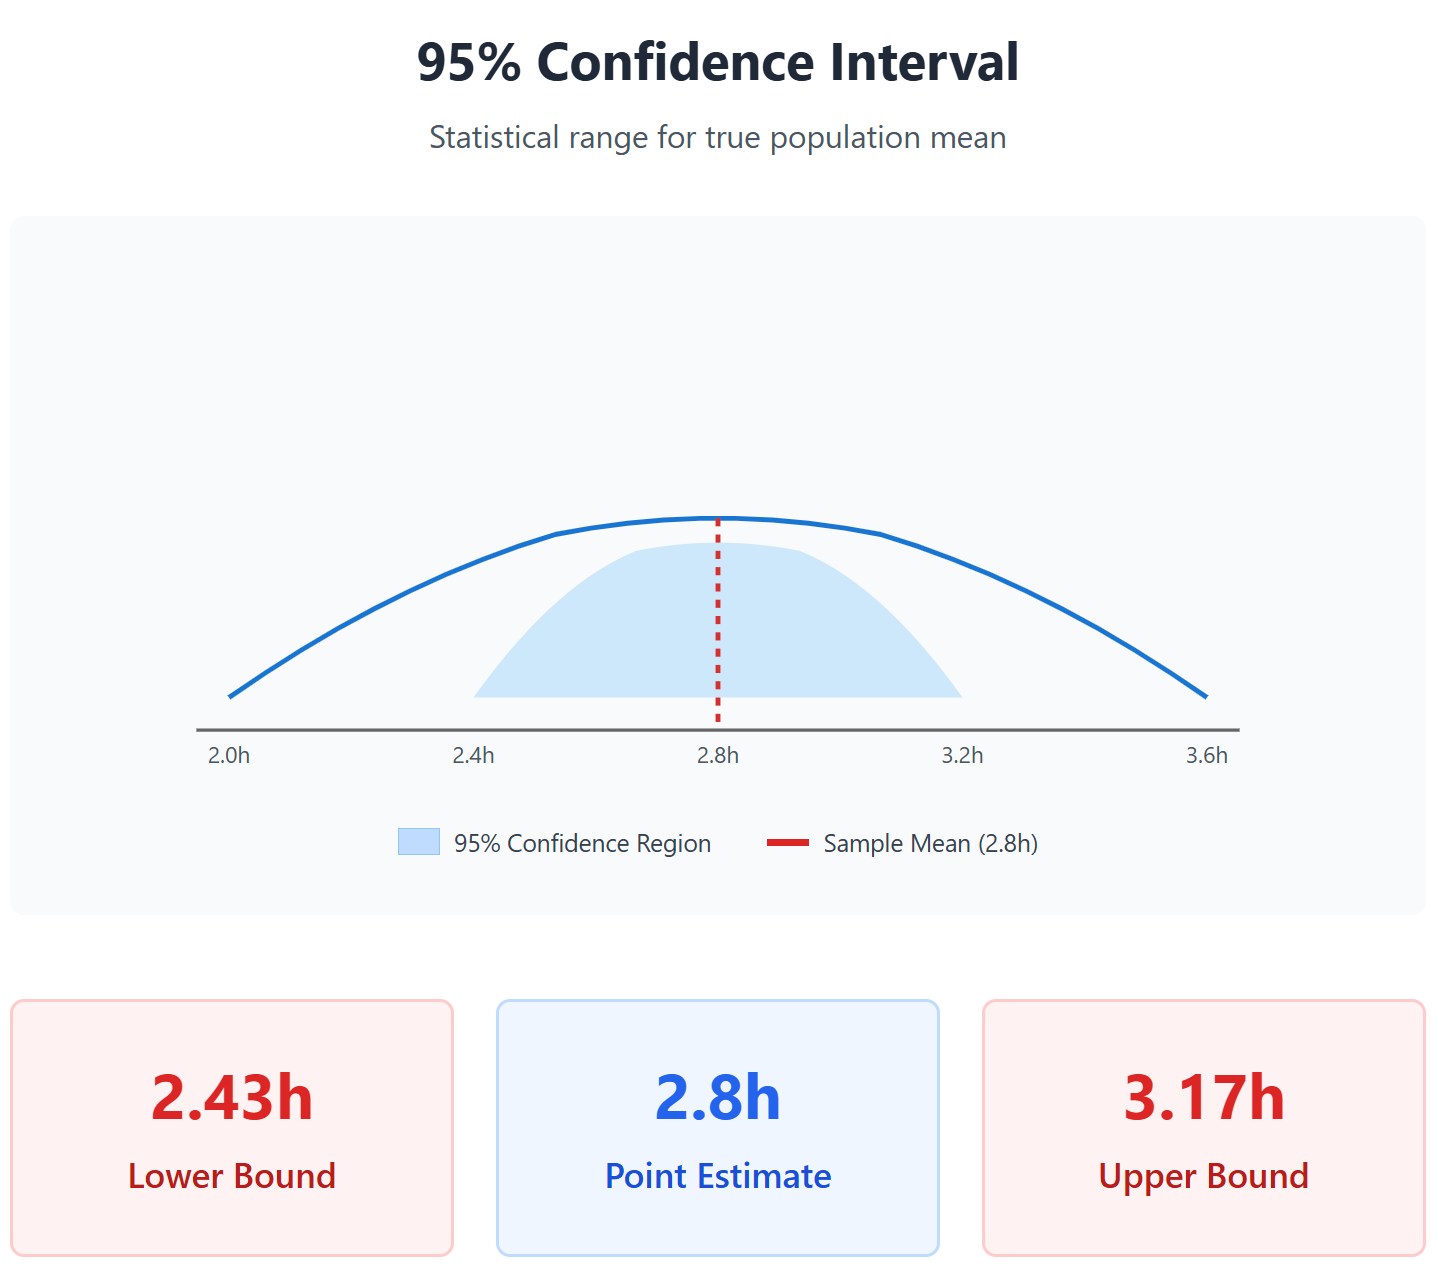 95% Confidence Interval
Statistical range for true population mean
2.0h 2.4h 2.8h 3.2h 3.6h
95% Confidence Region Sample Mean (2.8h)
2.43h
Lower Bound
2.8h
Point Estimate
3.17h
Upper Bound